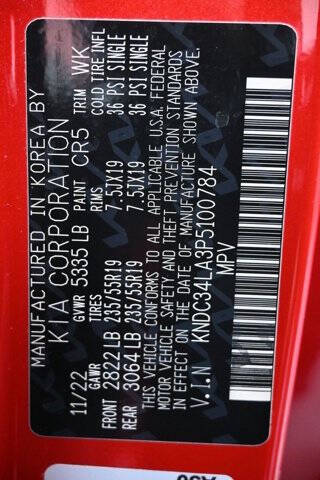 MANUFACTURED IN KOREA BY
KIA CORPORATION
11/22 GVWR 5335 LB PAINT CR5 TRIM WK
GAWR TIRES RIMS COLD TIRE INFL
FRONT 2822 LB 235/55R19 7.5JX19 36 PSI SINGLE
REAR 3064 LB 235/55R19 7.5JX19 36 PSI SINGLE
THIS VEHICLE CONFORMS TO ALL APPLICABLE U.S.A. FEDERAL
MOTOR VEHICLE SAFETY AND THEFT PREVENTION STANDARDS
IN EFFECT ON THE DATE OF MANUFACTURE SHOWN ABOVE.
V.I.N KNDC34LA3P5100784
MPV